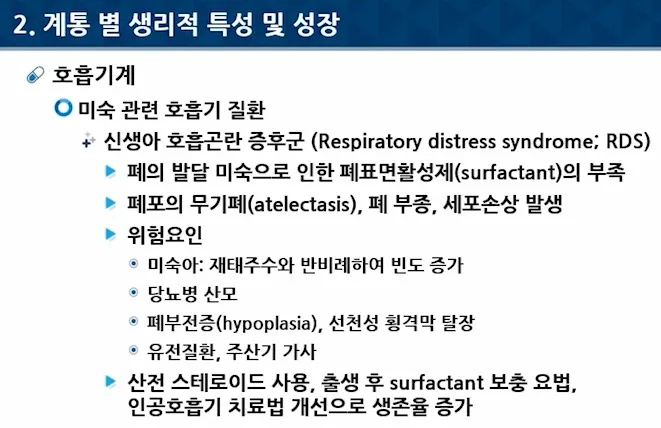 2. 계통 별 생리적 특성 및 성장
호흡기계
미숙 관련 호흡기 질환
신생아 호흡곤란 증후군 (Respiratory distress syndrome; RDS)
폐의 발달 미숙으로 인한 폐표면활성제(surfactant)의 부족
폐포의 무기폐(atelectasis), 폐 부종, 세포손상 발생
위험요인
미숙아: 재태주수와 반비례하여 빈도 증가
당뇨병 산모
폐부전증(hypoplasia), 선천성 횡격막 탈장
유전질환, 주산기 가사
산전 스테로이드 사용, 출생 후 surfactant 보충 요법,
인공호흡기 치료법 개선으로 생존율 증가